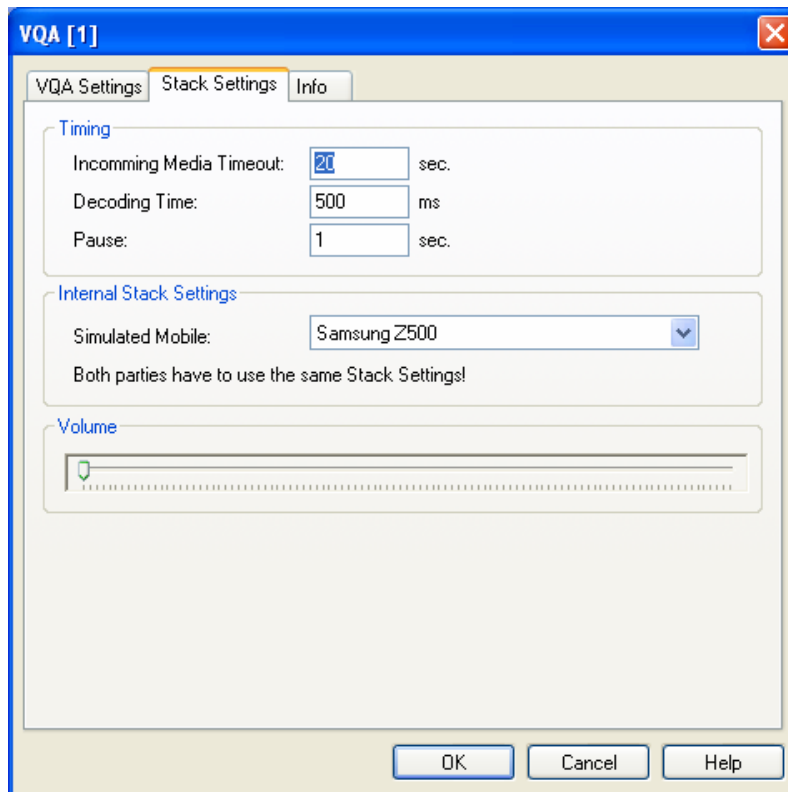 VQA [1]
VQA Settings Stack Settings Info
Timing
Incomming Media Timeout: 20 sec.
Decoding Time: 500 ms
Pause: 1 sec.
Internal Stack Settings
Simulated Mobile: Samsung Z500
Both parties have to use the same Stack Settings!
Volume
OK Cancel Help